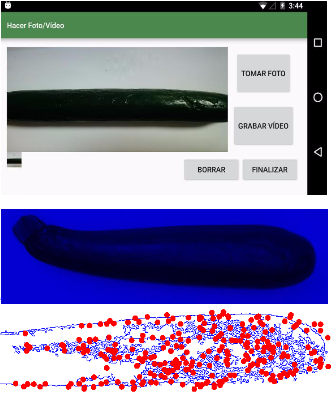 3:44
Hacer Foto/Vídeo
TOMAR FOTO
GRABAR VÍDEO
BORRAR
FINALIZAR